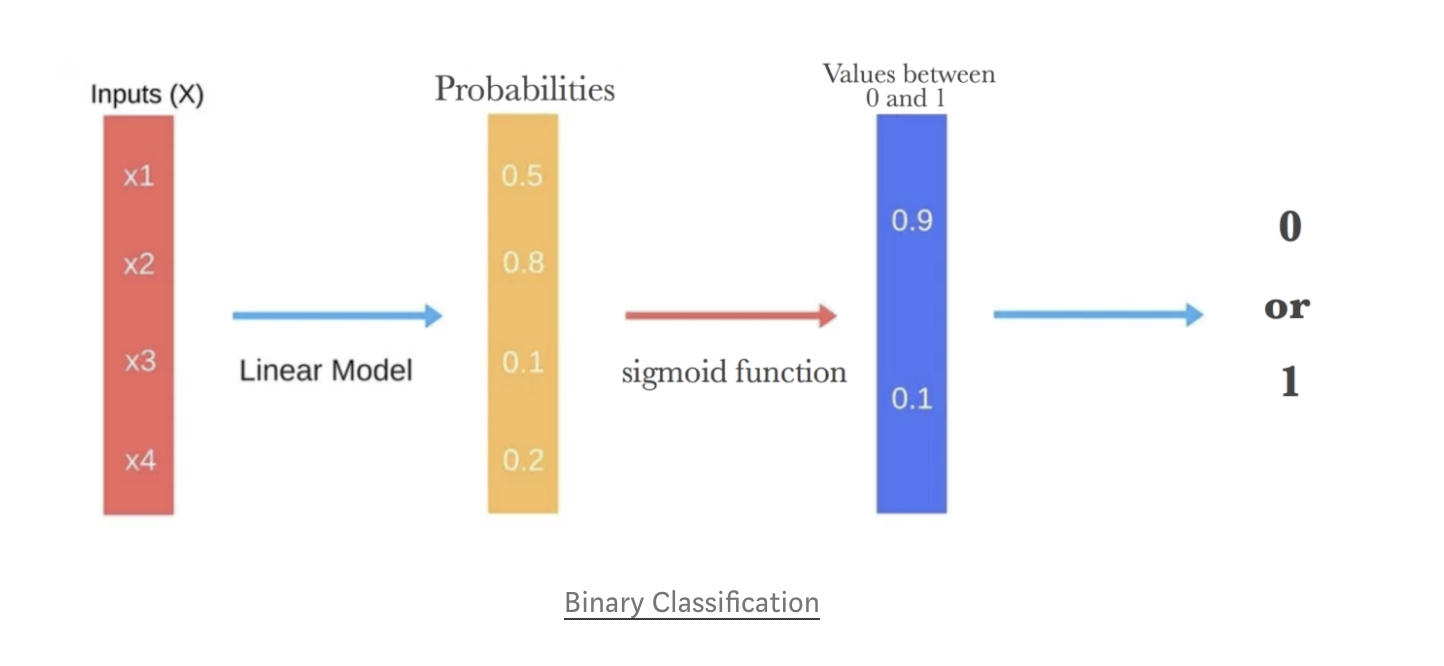 Inputs (X)
x1
x2
x3
x4
Linear Model
Probabilities
0.5
0.8
0.1
0.2
sigmoid function
Values between
0 and 1
0.9
0.1
0
or
1
Binary Classification